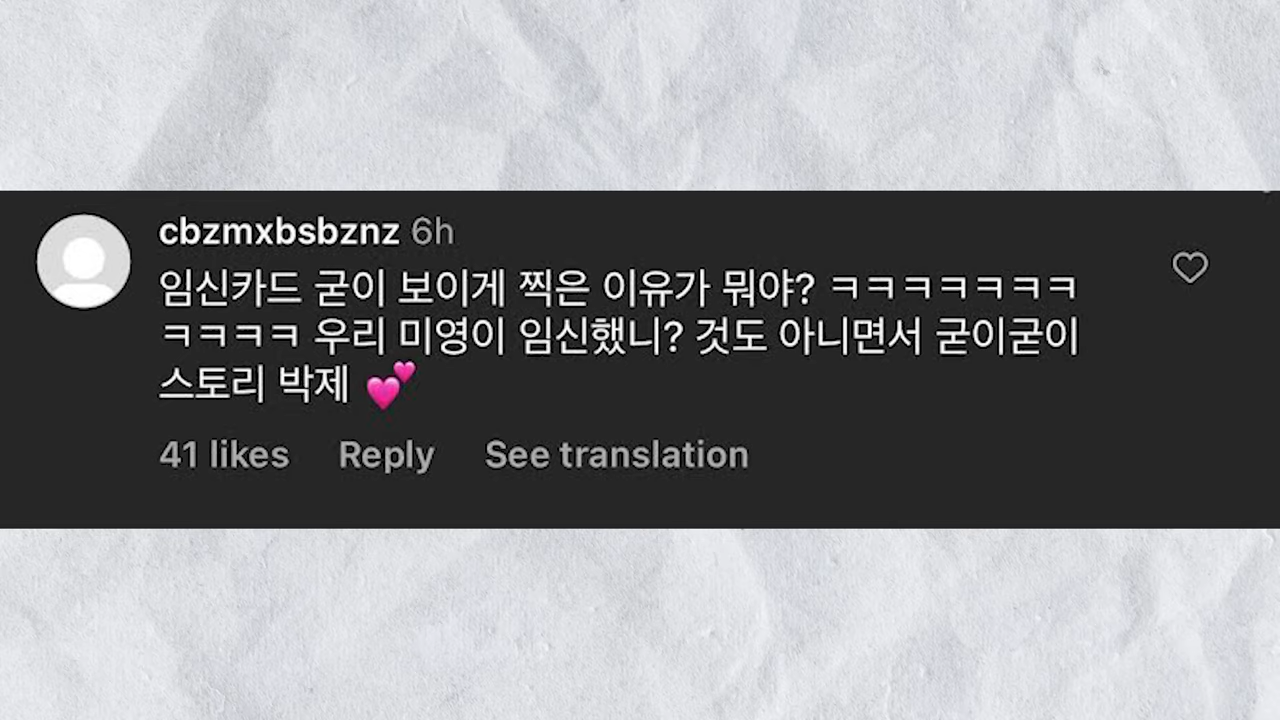 cbzmxbsbznz 6h
임신카드 굳이 보이게 찍은 이유가 뭐야? ㅋㅋㅋㅋㅋㅋㅋ
ㅋㅋㅋㅋ 우리 미영이 임신했니? 것도 아니면서 굳이굳이
스토리 박제 💕
41 likes Reply See translation